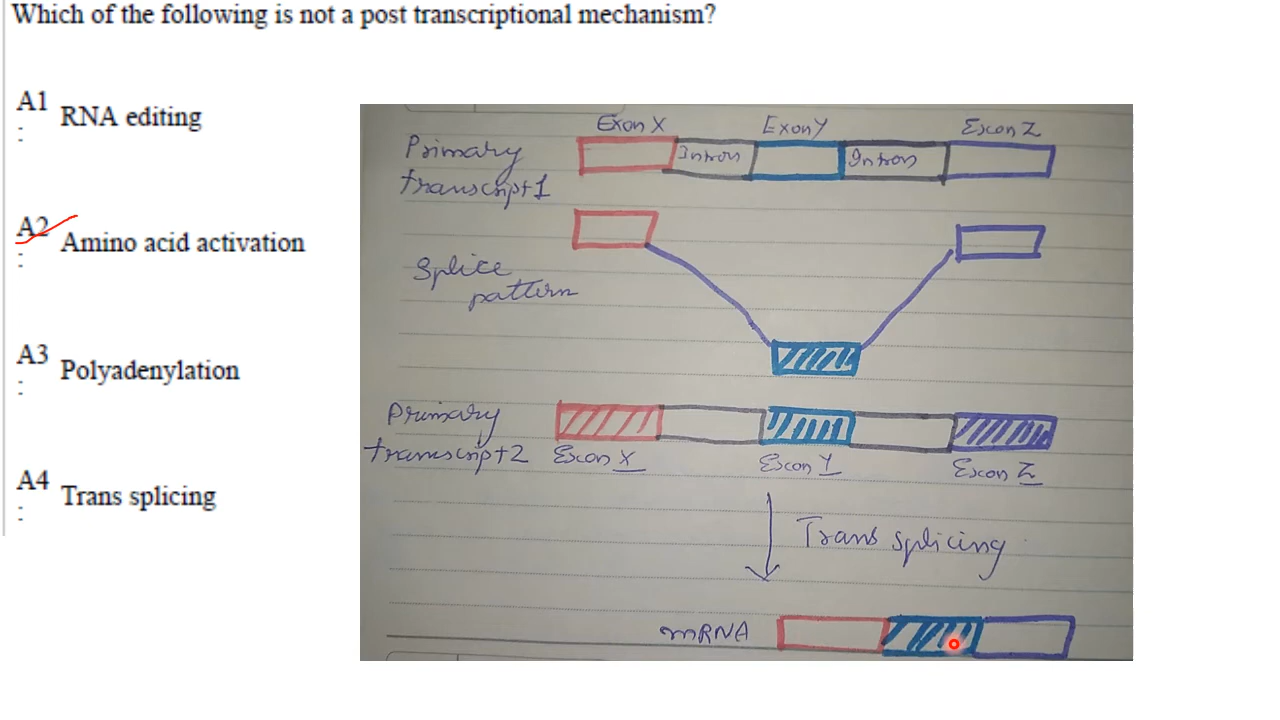 Which of the following is not a post transcriptional mechanism?
A1
: RNA editing
A2
: Amino acid activation
A3
: Polyadenylation
A4
: Trans splicing
Exon X Exon Y Exon Z
Primary Intron Intron
transcript 1
Splice
pattern
Primary
transcript 2 Exon X Exon Y Exon Z
Trans splicing
mRNA